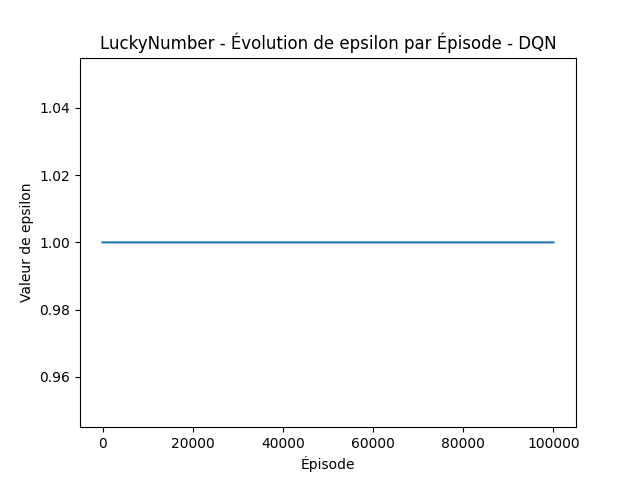 LuckyNumber - Évolution de epsilon par Épisode - DQN
1.04
1.02
1.00
0.98
0.96
Valeur de epsilon
0 20000 40000 60000 80000 100000
Épisode